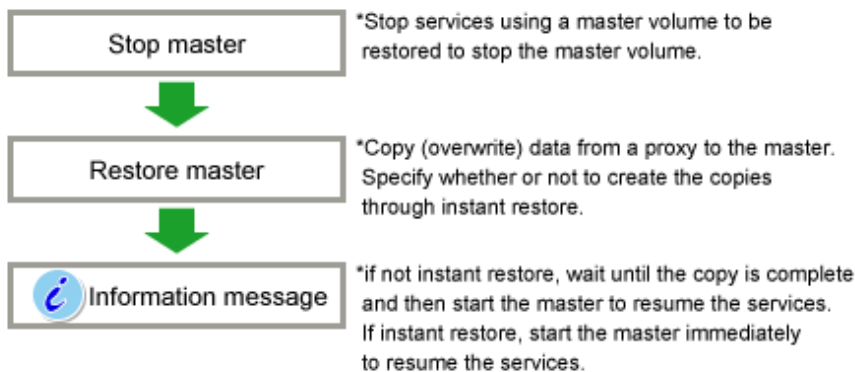 Stop master
*Stop services using a master volume to be
restored to stop the master volume.
Restore master
*Copy (overwrite) data from a proxy to the master.
Specify whether or not to create the copies
through instant restore.
i Information message
*if not instant restore, wait until the copy is complete
and then start the master to resume the services.
If instant restore, start the master immediately
to resume the services.